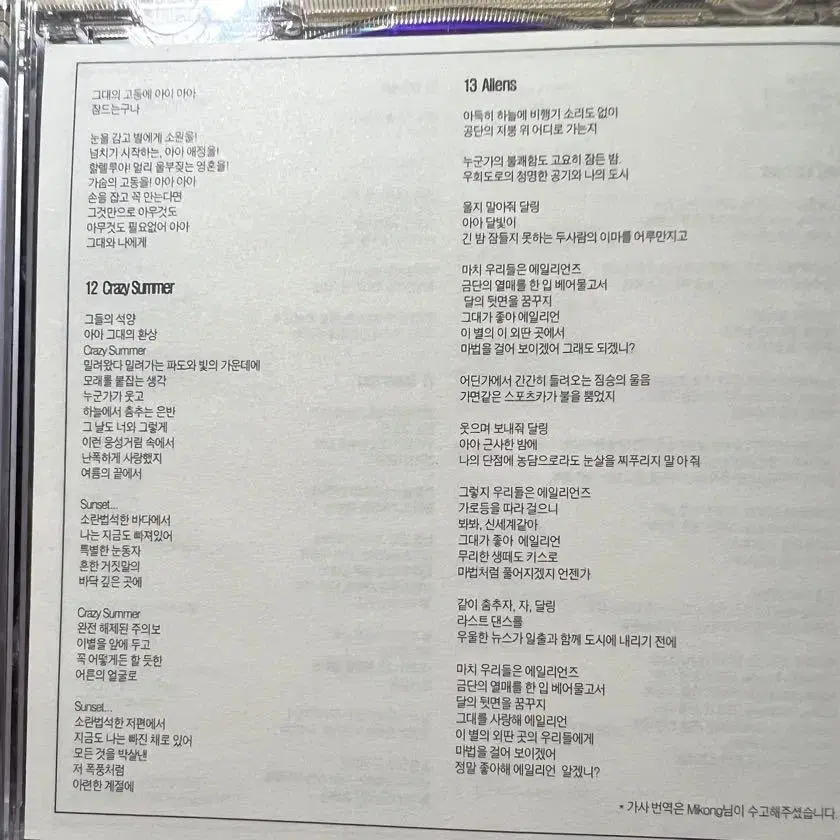 그대의 고동에 아이 아아
잠드는구나
눈을 감고 별에게 소원을!
넘치기 시작하는, 아아 애정을!
할렐루야! 멀리 울부짖는 영혼을!
가슴의 고동을! 아아 아아
손을 잡고 꼭 안는다면
그것만으로 아우것도
아무것도 필요없어 아아
그대와 나에게
12 Crazy Summer
그들의 석양
아아 그대의 환상
Crazy Summer
밀려왔다 밀려가는 파도와 빛의 가운데에
모래를 붙잡는 생각
누군가가 웃고
하늘에서 춤추는 은반
그 날도 너와 그렇게
이런 웅성거림 속에서
난폭하게 사랑했지
여름의 끝에서
Sunset...
소란법석한 바다에서
나는 지금도 빠져있어
특별한 눈동자
흔한 거짓말의
바닥 깊은 곳에
Crazy Summer
완전 해제된 주의보
이별을 앞에 두고
꼭 어떻게든 할 듯한
어른의 얼굴로
Sunset...
소란법석한 저편에서
지금도 나는 빠진 채로 있어
모든 것을 박살낸
저 폭풍처럼
아련한 계절에
13 Aliens
아득히 하늘에 비행기 소리도 없이
공단의 지붕 위 어디로 가는지
누군가의 불쾌함도 고요히 잠든 밤.
우회도로의 청명한 공기와 나의 도시
울지 말아줘 달링
아아 달빛이
긴 밤 잠들지 못하는 두사람의 이마를 어루만지고
마치 우리들은 에일리언즈
금단의 열매를 한 입 베어물고서
달의 뒷면을 꿈꾸지
그대가 좋아 에일리언
이 별의 이 외딴 곳에서
마법을 걸어 보이겠어 그래도 되겠니?
어딘가에서 간간히 들려오는 짐승의 울음
가면같은 스포츠카가 불을 뿜었지
웃으며 보내줘 달링
아아 근사한 밤에
나의 단점에 농담으로라도 눈살을 찌푸리지 말아 줘
그렇지 우리들은 에일리언즈
가로등을 따라 걸으니
봐봐, 신세계같아
그대가 좋아 에일리언
무리한 생떼도 키스로
마법처럼 풀어지겠지 언젠가
같이 춤추자, 자, 달링
라스트 댄스를
우울한 뉴스가 일출과 함께 도시에 내리기 전에
마치 우리들은 에일리언즈
금단의 열매를 한 입 베어물고서
달의 뒷면을 꿈꾸지
그대를 사랑해 에일리언
이 별의 외딴 곳의 우리들에게
마법을 걸어 보이겠어
정말 좋아해 에일리언 알겠니?
* 가사 번역은 Mikong님이 수고해주셨습니다